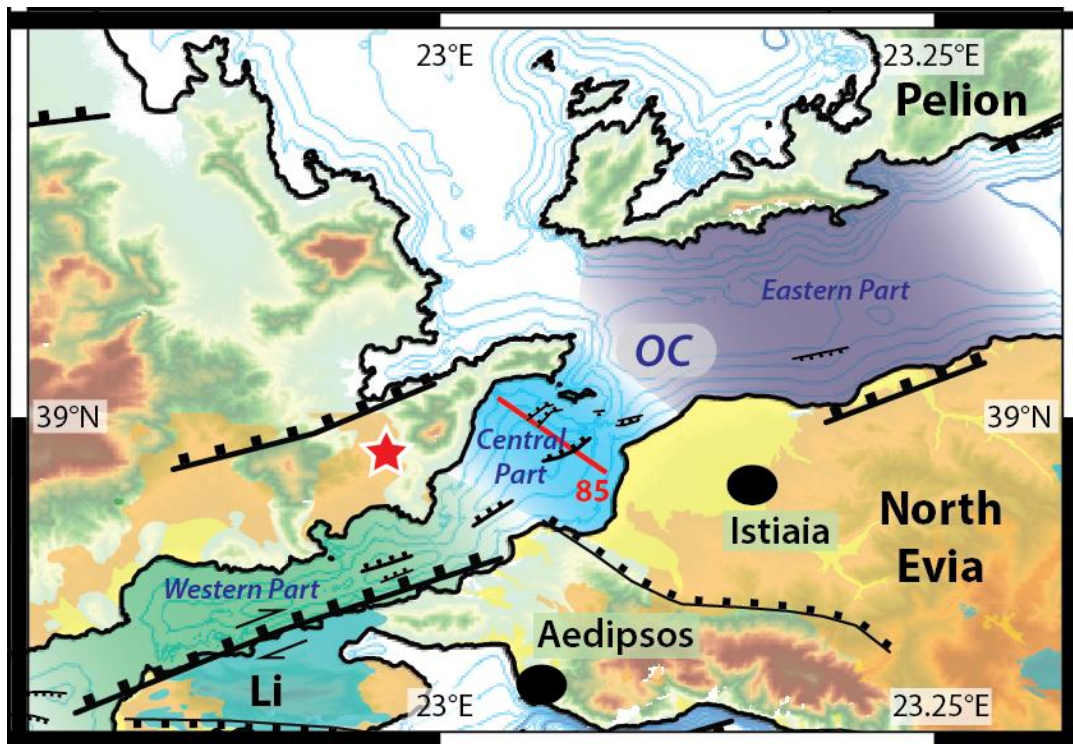 23°E
23.25°E
Pelion
Eastern Part
OC
39°N
39°N
Central
Part
85
Istiaia
North
Evia
Western Part
Aedipsos
Li
23°E
23.25°E